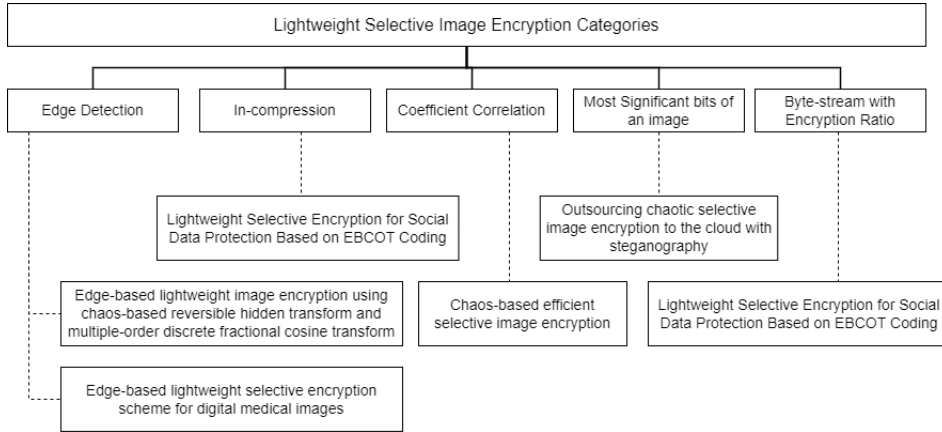 Lightweight Selective Image Encryption Categories
Edge Detection
In-compression
Coefficient Correlation
Most Significant bits of
an image
Byte-stream with
Encryption Ratio
Lightweight Selective Encryption for Social
Data Protection Based on EBCOT Coding
Outsourcing chaotic selective
image encryption to the cloud with
steganography
Edge-based lightweight image encryption using
chaos-based reversible hidden transform and
multiple-order discrete fractional cosine transform
Chaos-based efficient
selective image encryption
Lightweight Selective Encryption for Social
Data Protection Based on EBCOT Coding
Edge-based lightweight selective encryption
scheme for digital medical images